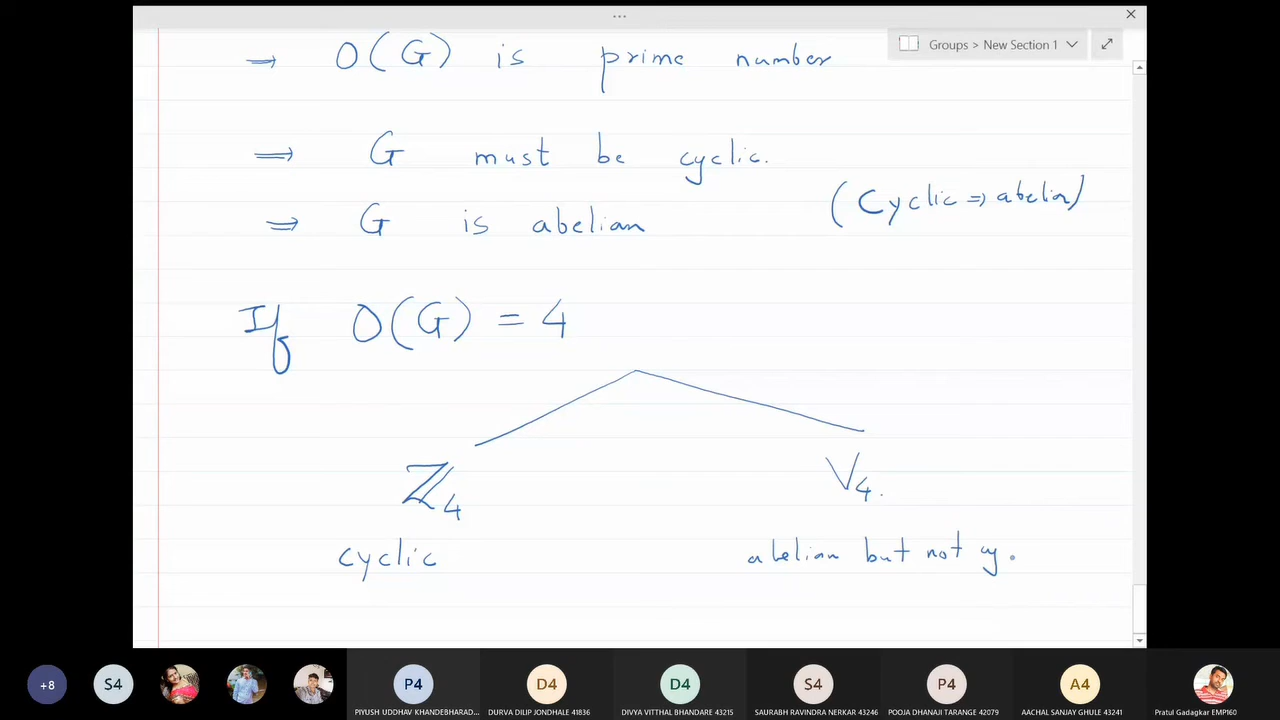 ⇒ O(G) is prime number
Groups > New Section 1
⇒ G must be cyclic.
(Cyclic ⇒ abelian)
⇒ G is abelian
If O(G) = 4
ℤ4 V4.
cyclic abelian but not cy.
+8 S4 P4 D4 D4 S4 P4 A4
PIYUSH UDDHAV KHANDEBHARAD... DURVA DILIP JONDHALE 41836 DIVYA VITTHAL BHANDARE 43215 SAURABH RAVINDRA NERKAR 43246 POOJA DHANAJI TARANGE 42079 AACHAL SANJAY GHULE 43241 Pratul Gadagkar EMP160